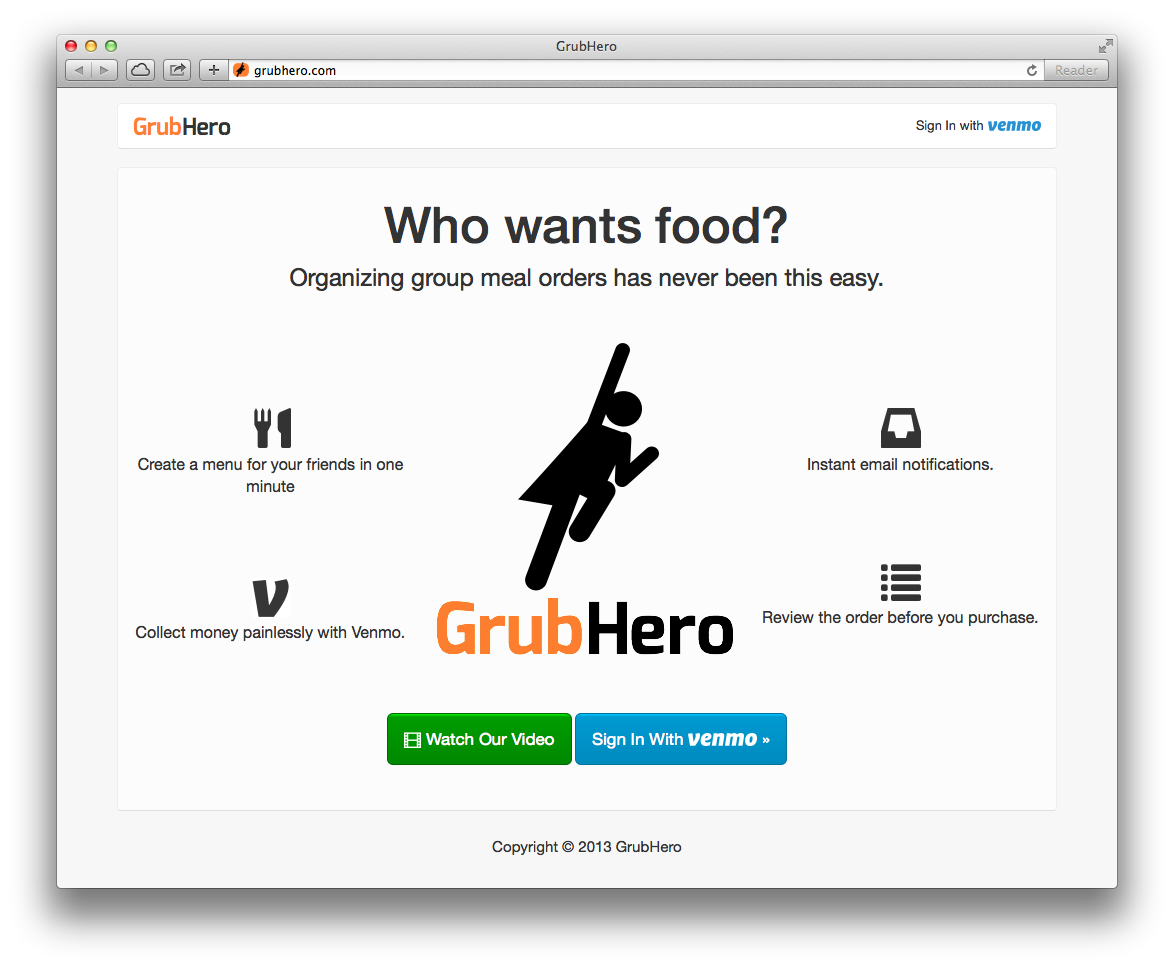 GrubHero
grubhero.com
Reader
GrubHero
Sign In with venmo
Who wants food?
Organizing group meal orders has never been this easy.
Create a menu for your friends in one
minute
Instant email notifications.
Collect money painlessly with Venmo.
Review the order before you purchase.
GrubHero
Watch Our Video
Sign In With venmo »
Copyright © 2013 GrubHero